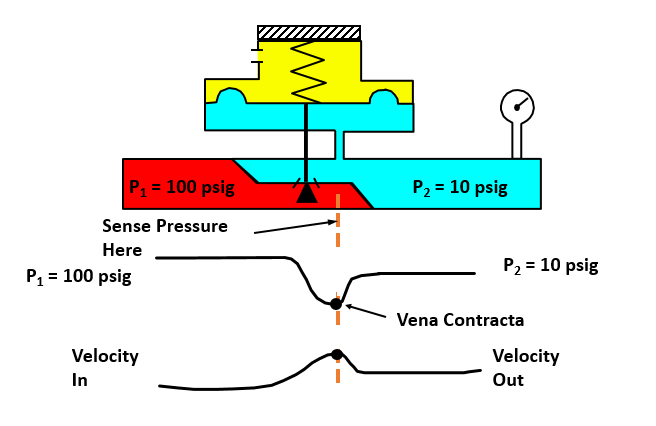 P₁ = 100 psig
P₂ = 10 psig
Sense Pressure
Here
P₁ = 100 psig
P₂ = 10 psig
Vena Contracta
Velocity
In
Velocity
Out